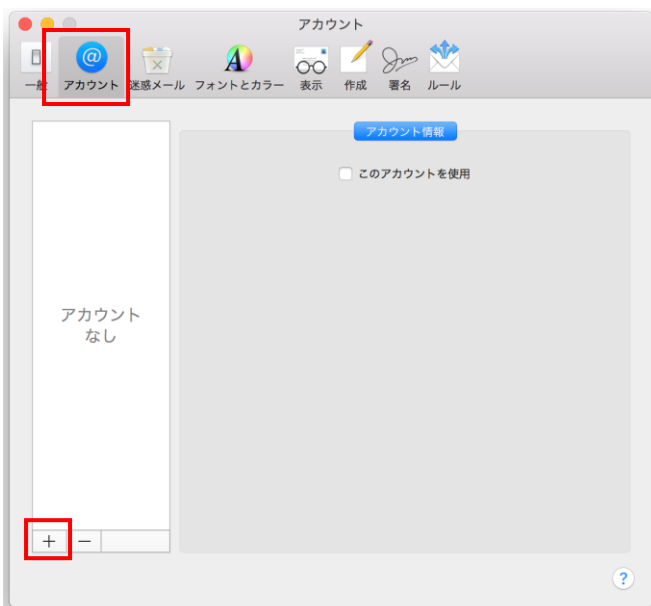 アカウント
一般 アカウント 迷惑メール フォントとカラー 表示 作成 署名 ルール
アカウント情報
このアカウントを使用
アカウント
なし
+ −
?